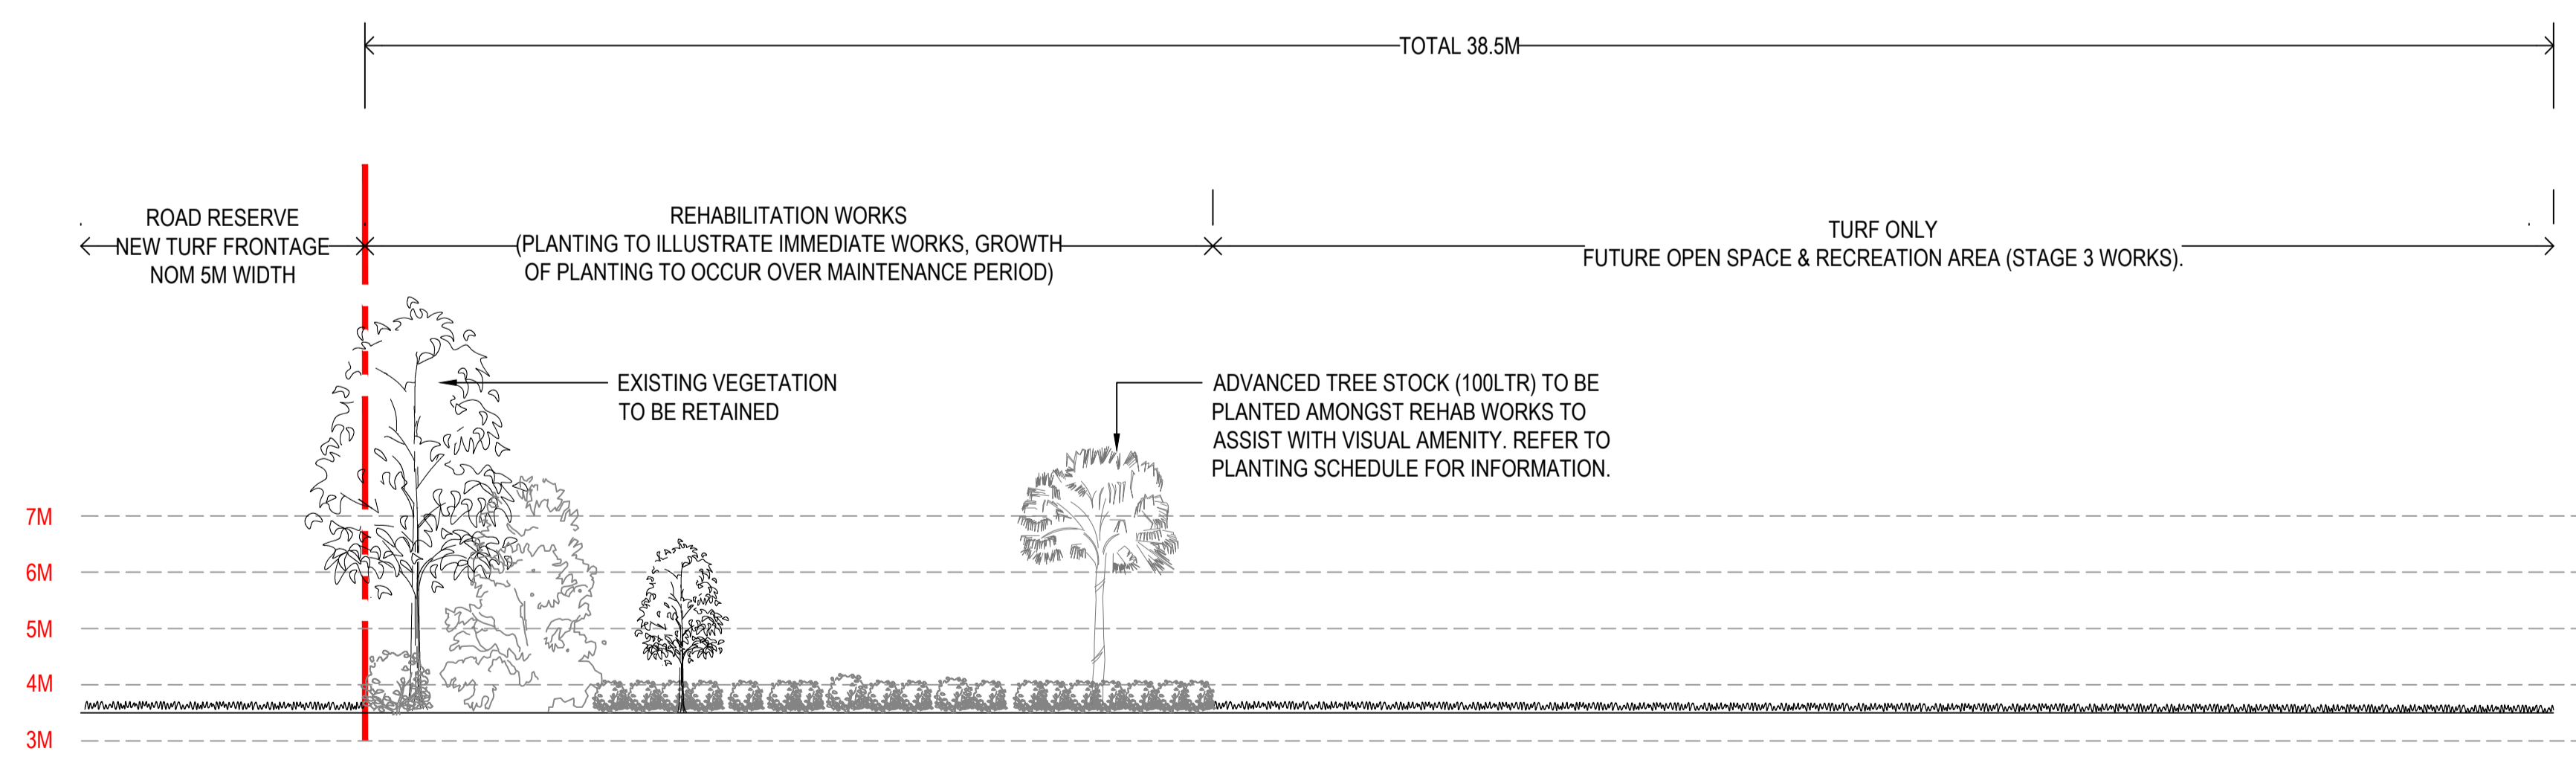 TOTAL 38.5M
ROAD RESERVE
NEW TURF FRONTAGE
NOM 5M WIDTH
REHABILITATION WORKS
(PLANTING TO ILLUSTRATE IMMEDIATE WORKS, GROWTH
OF PLANTING TO OCCUR OVER MAINTENANCE PERIOD)
TURF ONLY
FUTURE OPEN SPACE & RECREATION AREA (STAGE 3 WORKS).
EXISTING VEGETATION
TO BE RETAINED
ADVANCED TREE STOCK (100LTR) TO BE
PLANTED AMONGST REHAB WORKS TO
ASSIST WITH VISUAL AMENITY. REFER TO
PLANTING SCHEDULE FOR INFORMATION.
7M
6M
5M
4M
3M